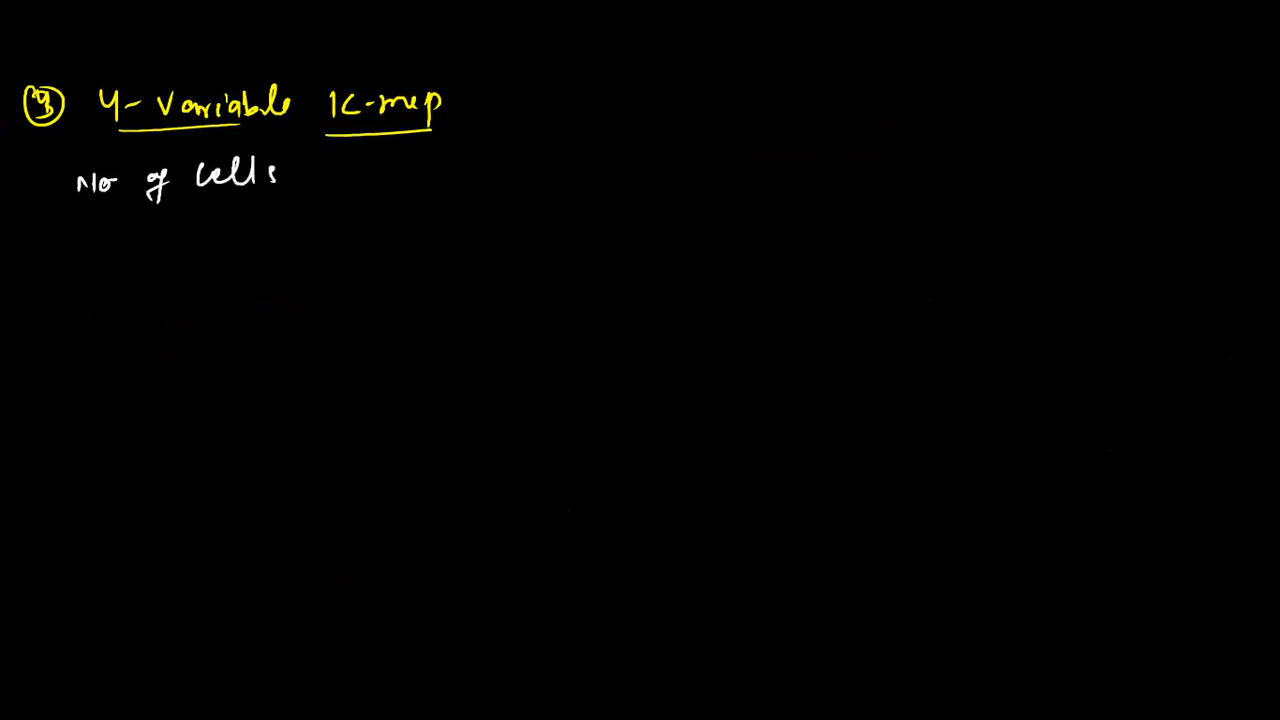 ③ 4-Variable K-map
No of cells